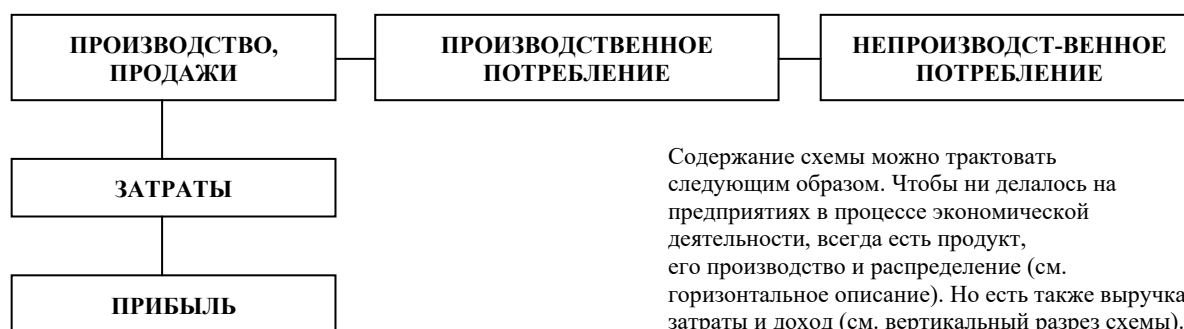 ПРОИЗВОДСТВО,
ПРОДАЖИ
ПРОИЗВОДСТВЕННОЕ
ПОТРЕБЛЕНИЕ
НЕПРОИЗВОДСТ-ВЕННОЕ
ПОТРЕБЛЕНИЕ
ЗАТРАТЫ
ПРИБЫЛЬ
Содержание схемы можно трактовать
следующим образом. Чтобы ни делалось на
предприятиях в процессе экономической
деятельности, всегда есть продукт,
его производство и распределение (см.
горизонтальное описание). Но есть также выручка
затраты и доход (см. вертикальный разрез схемы).